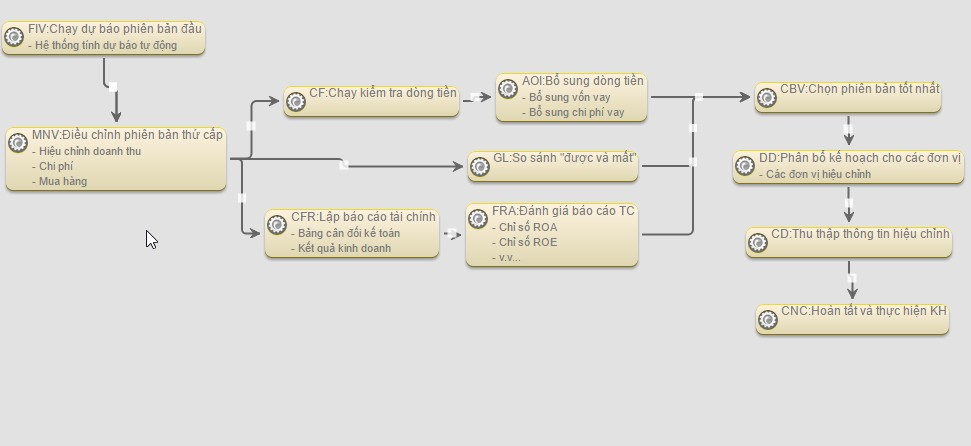 FIV:Chạy dự báo phiên bản đầu
- Hệ thống tính dự báo tự động
MNV:Điều chỉnh phiên bản thứ cấp
- Hiệu chỉnh doanh thu
- Chi phí
- Mua hàng
CF:Chạy kiểm tra dòng tiền
AOI:Bổ sung dòng tiền
- Bổ sung vốn vay
- Bổ sung chi phí vay
GL:So sánh "được và mất"
CFR:Lập báo cáo tài chính
- Bảng cân đối kế toán
- Kết quả kinh doanh
FRA:Đánh giá báo cáo TC
- Chỉ số ROA
- Chỉ số ROE
- v.v...
CBV:Chọn phiên bản tốt nhất
DD:Phân bổ kế hoạch cho các đơn vị
- Các đơn vị hiệu chỉnh
CD:Thu thập thông tin hiệu chỉnh
CNC:Hoàn tất và thực hiện KH